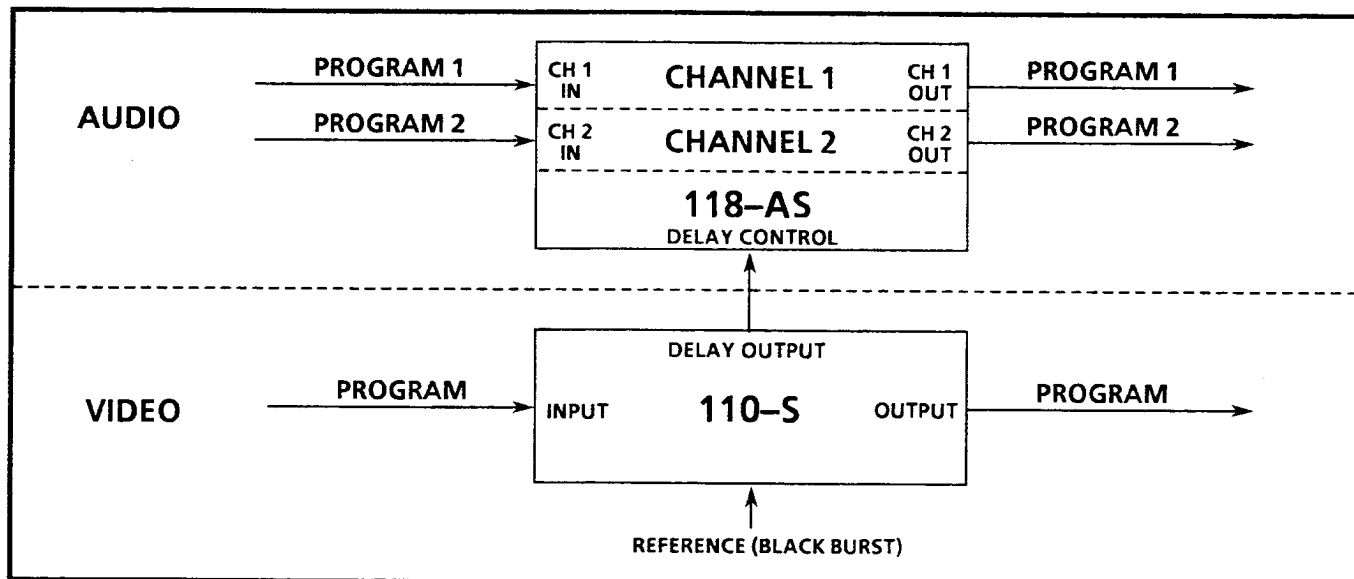 PROGRAM 1
CH 1
IN
CHANNEL 1
CH 1
OUT
PROGRAM 1
AUDIO
PROGRAM 2
CH 2
IN
CHANNEL 2
CH 2
OUT
PROGRAM 2
118–AS
DELAY CONTROL
DELAY OUTPUT
VIDEO
PROGRAM
INPUT
110–S
OUTPUT
PROGRAM
REFERENCE (BLACK BURST)